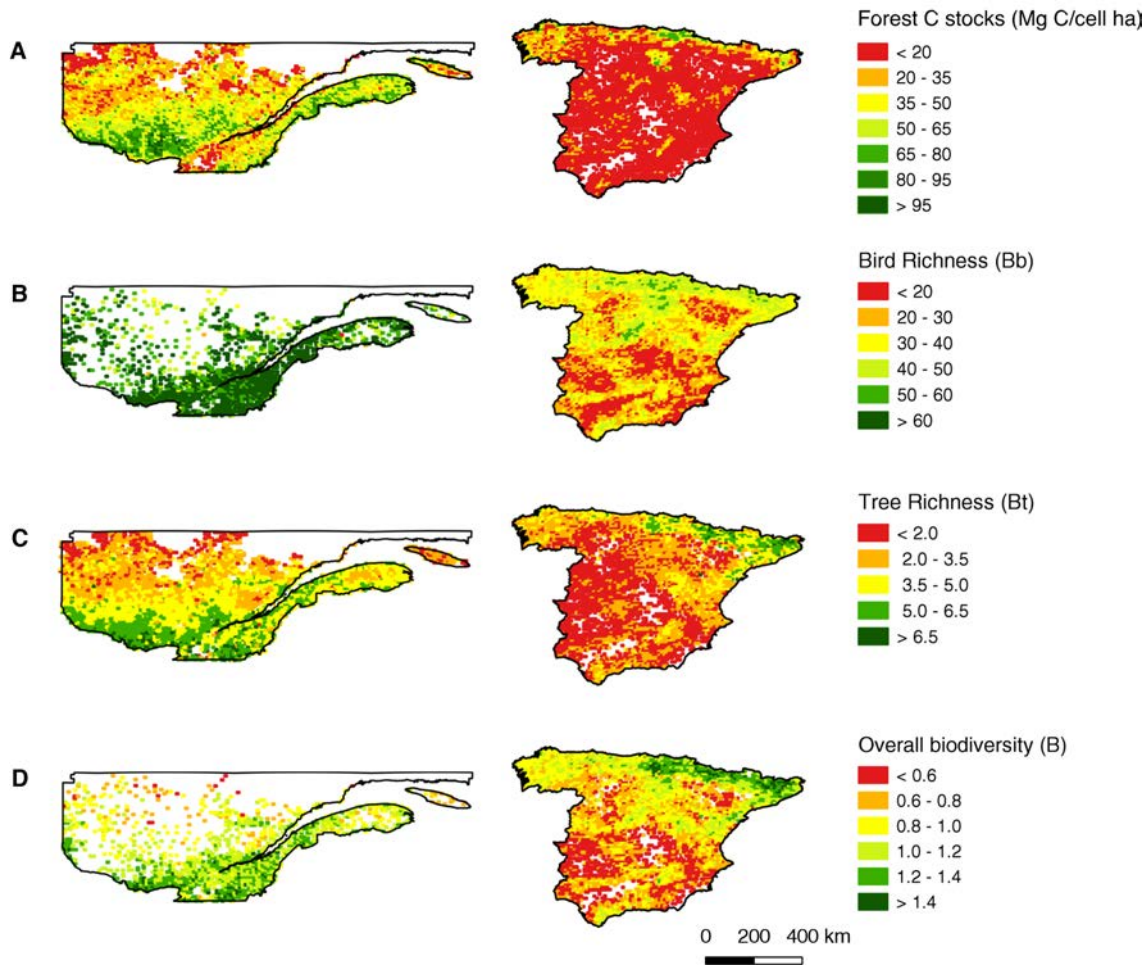 A
Forest C stocks (Mg C/cell ha)
< 20
20 - 35
35 - 50
50 - 65
65 - 80
80 - 95
> 95
B
Bird Richness (Bb)
< 20
20 - 30
30 - 40
40 - 50
50 - 60
> 60
C
Tree Richness (Bt)
< 2.0
2.0 - 3.5
3.5 - 5.0
5.0 - 6.5
> 6.5
D
Overall biodiversity (B)
< 0.6
0.6 - 0.8
0.8 - 1.0
1.0 - 1.2
1.2 - 1.4
> 1.4
0 200 400 km